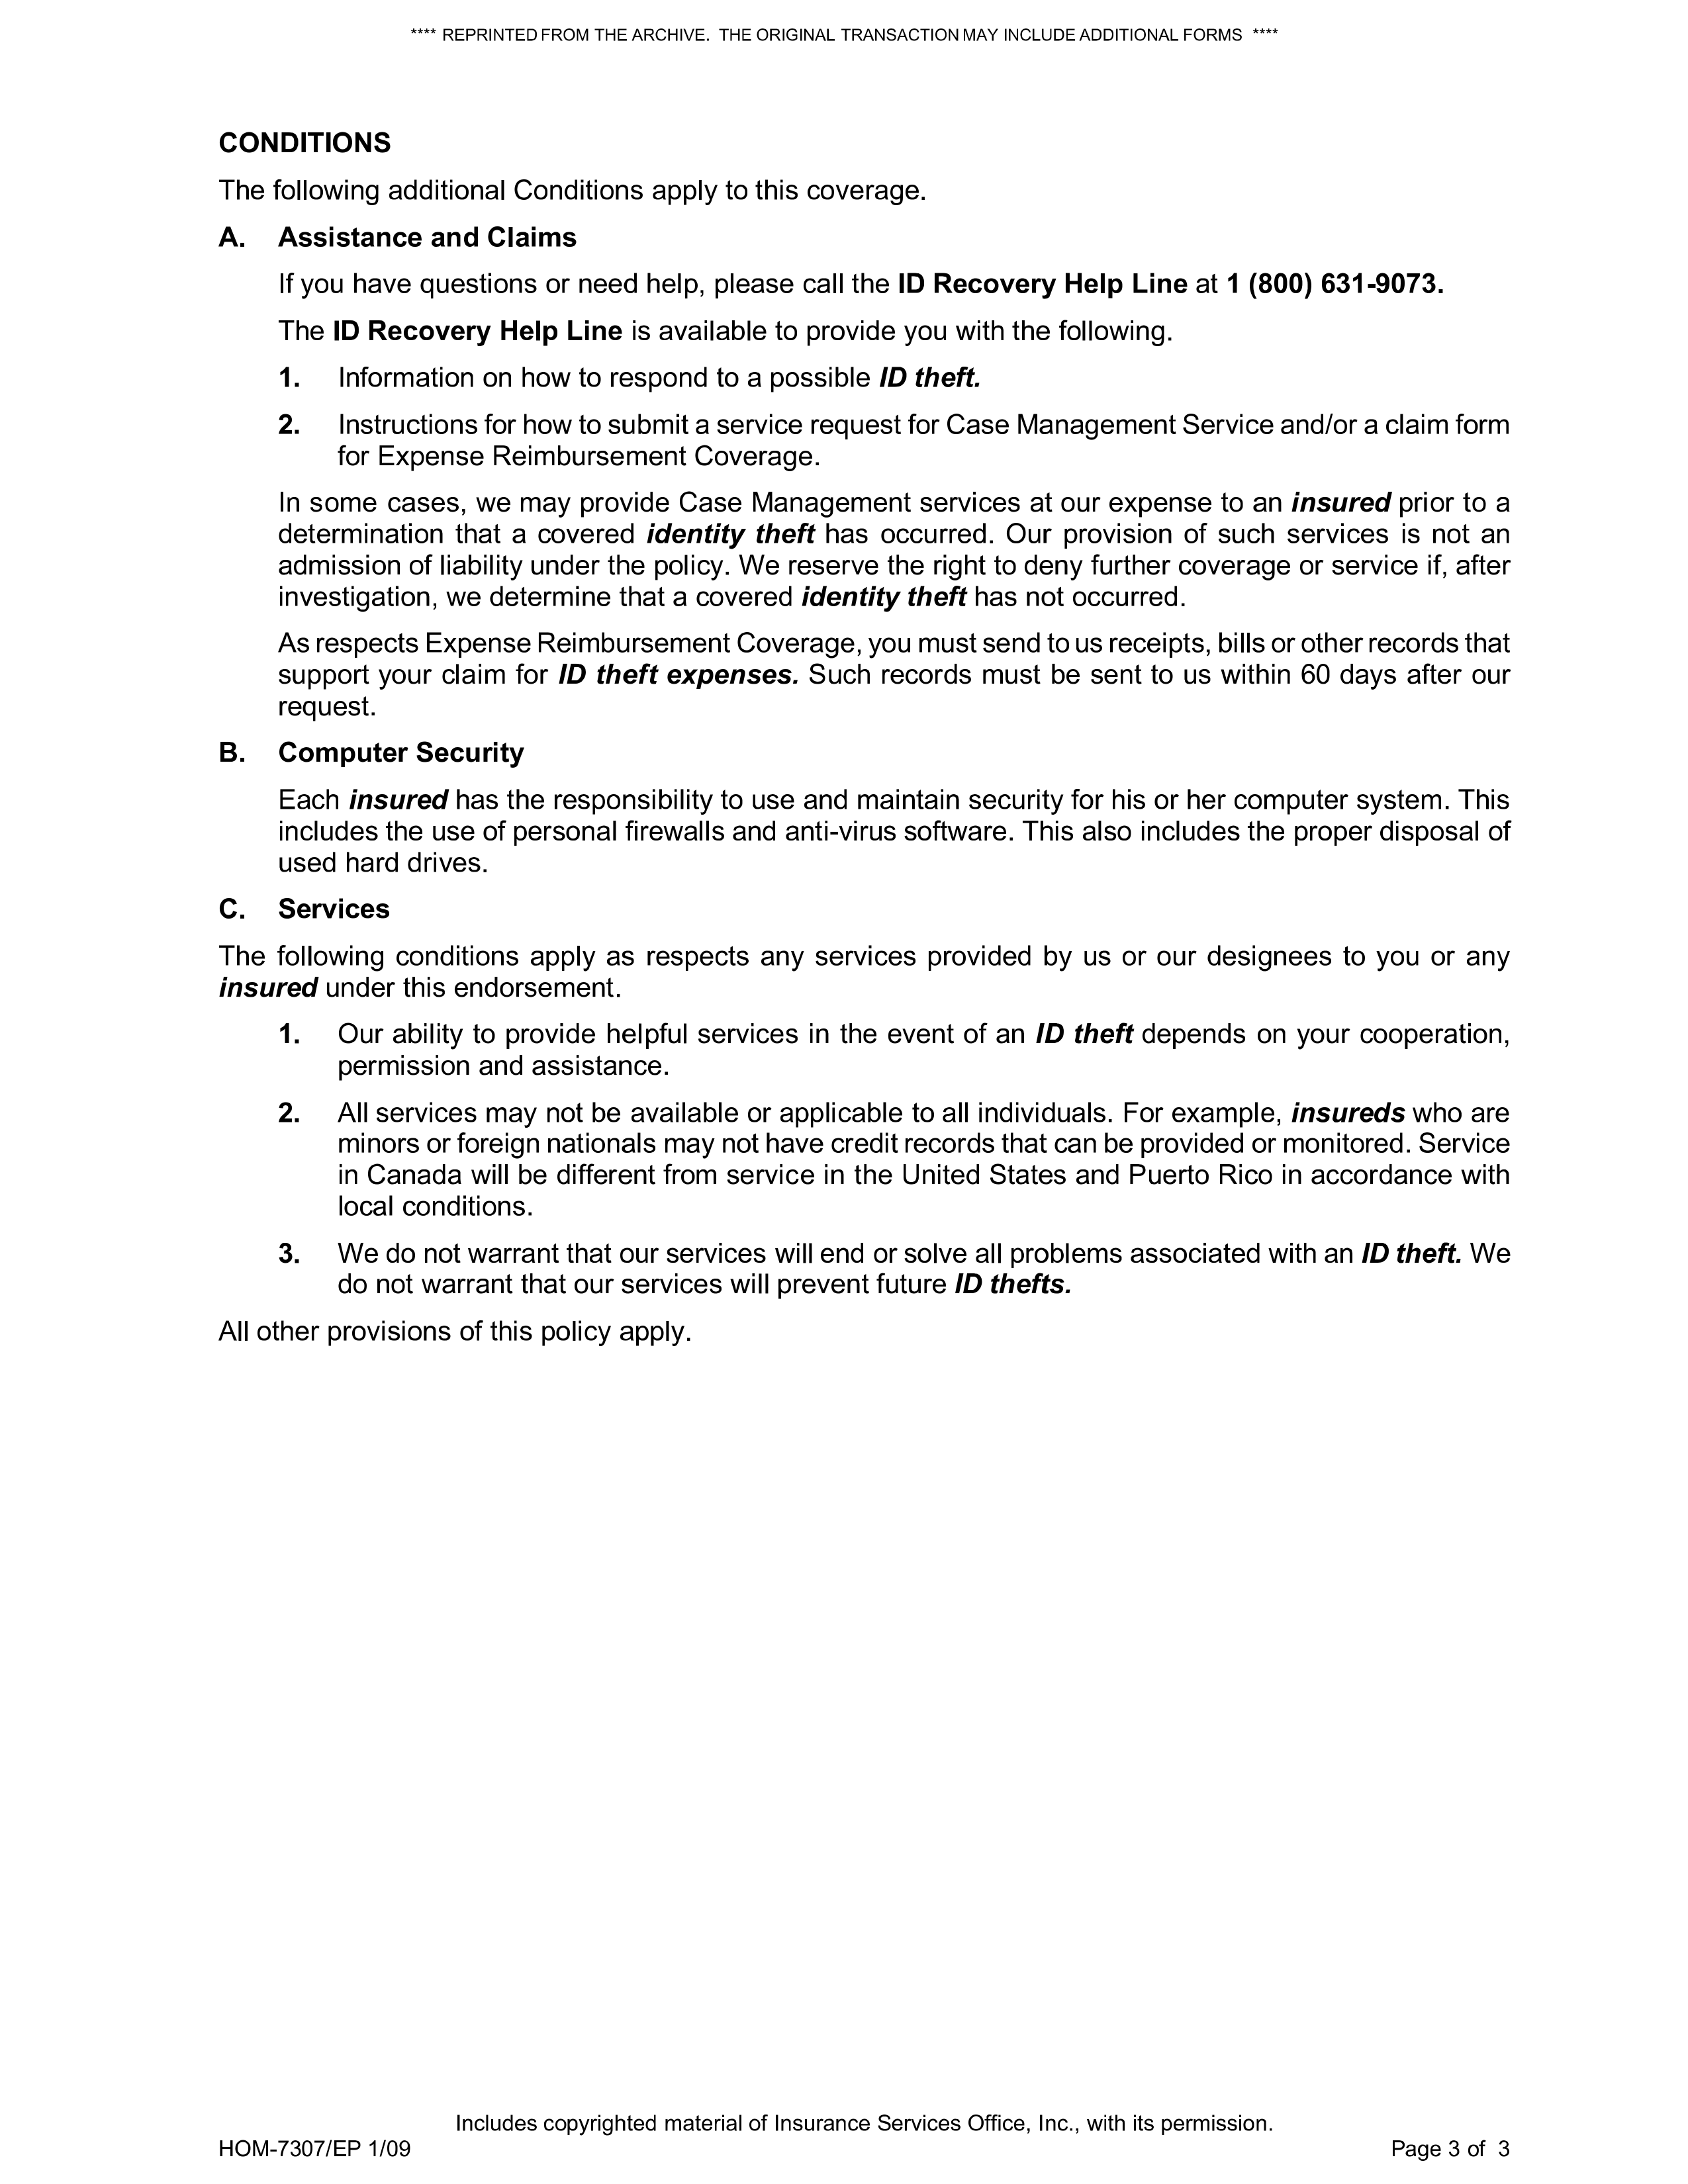 **** REPRINTED FROM THE ARCHIVE. THE ORIGINAL TRANSACTION MAY INCLUDE ADDITIONAL FORMS ****
CONDITIONS
The following additional Conditions apply to this coverage.
A. Assistance and Claims
If you have questions or need help, please call the ID Recovery Help Line at 1 (800) 631-9073.
The ID Recovery Help Line is available to provide you with the following.
1. Information on how to respond to a possible ID theft.
2. Instructions for how to submit a service request for Case Management Service and/or a claim form
for Expense Reimbursement Coverage.
In some cases, we may provide Case Management services at our expense to an insured prior to a
determination that a covered identity theft has occurred. Our provision of such services is not an
admission of liability under the policy. We reserve the right to deny further coverage or service if, after
investigation, we determine that a covered identity theft has not occurred.
As respects Expense Reimbursement Coverage, you must send to us receipts, bills or other records that
support your claim for ID theft expenses. Such records must be sent to us within 60 days after our
request.
B. Computer Security
Each insured has the responsibility to use and maintain security for his or her computer system. This
includes the use of personal firewalls and anti-virus software. This also includes the proper disposal of
used hard drives.
C. Services
The following conditions apply as respects any services provided by us or our designees to you or any
insured under this endorsement.
1. Our ability to provide helpful services in the event of an ID theft depends on your cooperation,
permission and assistance.
2. All services may not be available or applicable to all individuals. For example, insureds who are
minors or foreign nationals may not have credit records that can be provided or monitored. Service
in Canada will be different from service in the United States and Puerto Rico in accordance with
local conditions.
3. We do not warrant that our services will end or solve all problems associated with an ID theft. We
do not warrant that our services will prevent future ID thefts.
All other provisions of this policy apply.
Includes copyrighted material of Insurance Services Office, Inc., with its permission.
HOM-7307/EP 1/09 Page 3 of 3